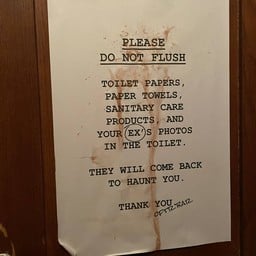 PLEASE
DO NOT FLUSH
TOILET PAPERS,
PAPER TOWELS,
SANITARY CARE
PRODUCTS, AND
YOUR EX'S PHOTOS
IN THE TOILET.
THEY WILL COME BACK
TO HAUNT YOU.
THANK YOU